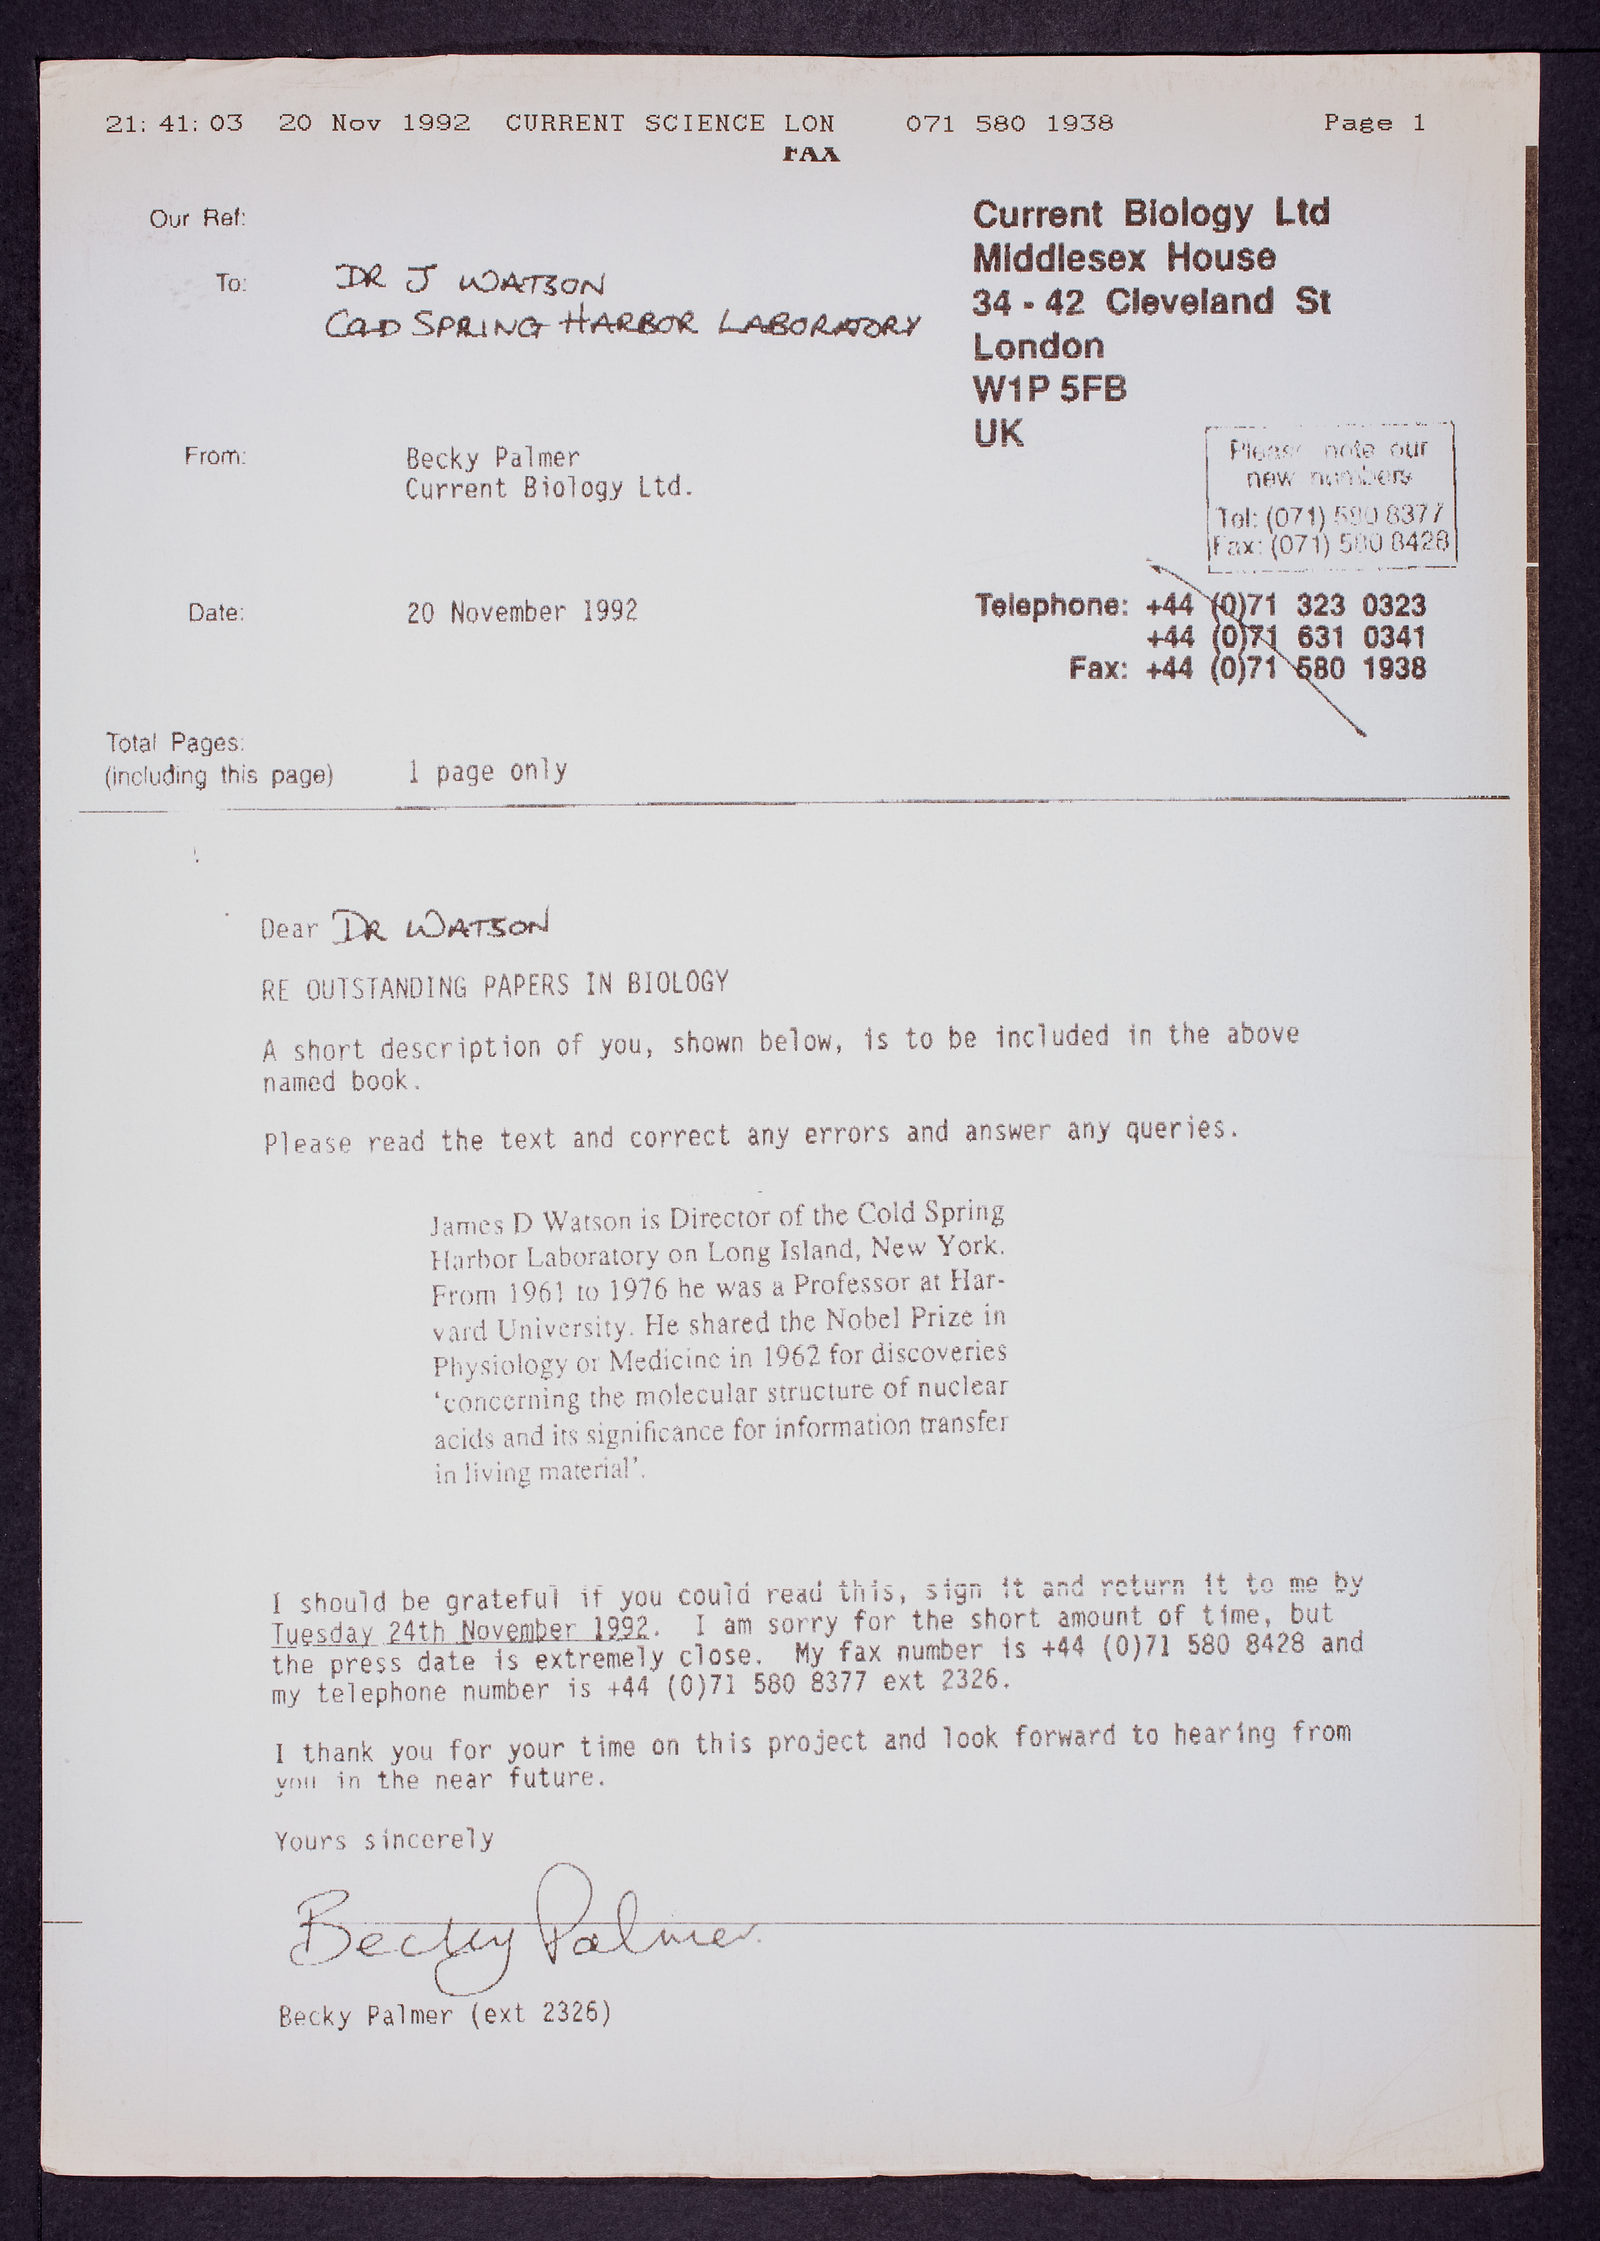 21:41:03 20 Nov 1992 CURRENT SCIENCE LON 071 580 1938 Page 1
FAX
Our Ref:
To: DR J WATSON
COLD SPRING HARBOR LABORATORY
Current Biology Ltd
Middlesex House
34 - 42 Cleveland St
London
W1P 5FB
UK
From: Becky Palmer
Current Biology Ltd.
Please note our
new numbers
Tel: (071) 580 8377
Fax: (071) 580 8428
Date: 20 November 1992
Telephone: +44 (0)71 323 0323
+44 (0)71 631 0341
Fax: +44 (0)71 580 1938
Total Pages:
(including this page) 1 page only
Dear DR WATSON
RE OUTSTANDING PAPERS IN BIOLOGY
A short description of you, shown below, is to be included in the above
named book.
Please read the text and correct any errors and answer any queries.
James D Watson is Director of the Cold Spring
Harbor Laboratory on Long Island, New York.
From 1961 to 1976 he was a Professor at Har-
vard University. He shared the Nobel Prize in
Physiology or Medicine in 1962 for discoveries
‘concerning the molecular structure of nuclear
acids and its significance for information transfer
in living material’.
I should be grateful if you could read this, sign it and return it to me by
Tuesday 24th November 1992. I am sorry for the short amount of time, but
the press date is extremely close. My fax number is +44 (0)71 580 8428 and
my telephone number is +44 (0)71 580 8377 ext 2326.
I thank you for your time on this project and look forward to hearing from
you in the near future.
Yours sincerely
Becky Palmer.
Becky Palmer (ext 2326)